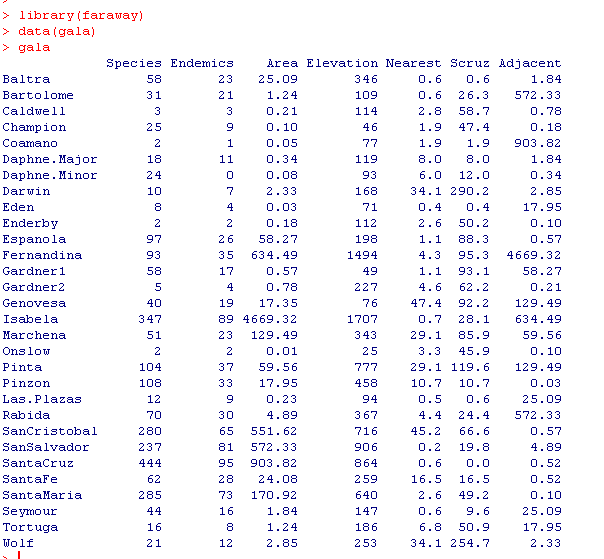 > library(faraway)
> data(gala)
> gala
Species Endemics Area Elevation Nearest Scruz Adjacent
Baltra 58 23 25.09 346 0.6 0.6 1.84
Bartolome 31 21 1.24 109 0.6 26.3 572.33
Caldwell 3 3 0.21 114 2.8 58.7 0.78
Champion 25 9 0.10 46 1.9 47.4 0.18
Coamano 2 1 0.05 77 1.9 1.9 903.82
Daphne.Major 18 11 0.34 119 8.0 8.0 1.84
Daphne.Minor 24 0 0.08 93 6.0 12.0 0.34
Darwin 10 7 2.33 168 34.1 290.2 2.85
Eden 8 4 0.03 71 0.4 0.4 17.95
Enderby 2 2 0.18 112 2.6 50.2 0.10
Espanola 97 26 58.27 198 1.1 88.3 0.57
Fernandina 93 35 634.49 1494 4.3 95.3 4669.32
Gardner1 58 17 0.57 49 1.1 93.1 58.27
Gardner2 5 4 0.78 227 4.6 62.2 0.21
Genovesa 40 19 17.35 76 47.4 92.2 129.49
Isabela 347 89 4669.32 1707 0.7 28.1 634.49
Marchena 51 23 129.49 343 29.1 85.9 59.56
Onslow 2 2 0.01 25 3.3 45.9 0.10
Pinta 104 37 59.56 777 29.1 119.6 129.49
Pinzon 108 33 17.95 458 10.7 10.7 0.03
Las.Plazas 12 9 0.23 94 0.5 0.6 25.09
Rabida 70 30 4.89 367 4.4 24.4 572.33
SanCristobal 280 65 551.62 716 45.2 66.6 0.57
SanSalvador 237 81 572.33 906 0.2 19.8 4.89
SantaCruz 444 95 903.82 864 0.6 0.0 0.52
SantaFe 62 28 24.08 259 16.5 16.5 0.52
SantaMaria 285 73 170.92 640 2.6 49.2 0.10
Seymour 44 16 1.84 147 0.6 9.6 25.09
Tortuga 16 8 1.24 186 6.8 50.9 17.95
Wolf 21 12 2.85 253 34.1 254.7 2.33
>